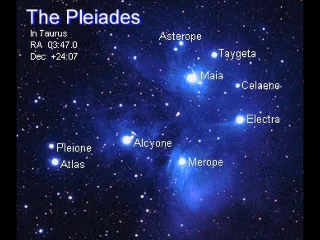 The Pleiades
In Taurus
RA 03:47.0
Dec +24:07
Asterope
Taygeta
Maia
Celaene
Electra
Alcyone
Pleione
Atlas
Merope